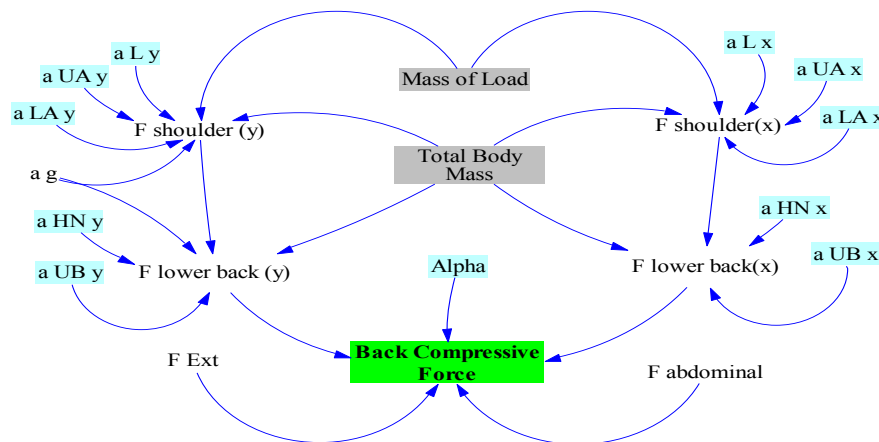 a L y
a L x
a UA y
Mass of Load
a UA x
a LA y
F shoulder (y)
F shoulder(x)
a LA x
Total Body
Mass
a g
a HN y
a HN x
a UB y
F lower back (y)
Alpha
F lower back(x)
a UB x
Back Compressive
Force
F Ext
F abdominal